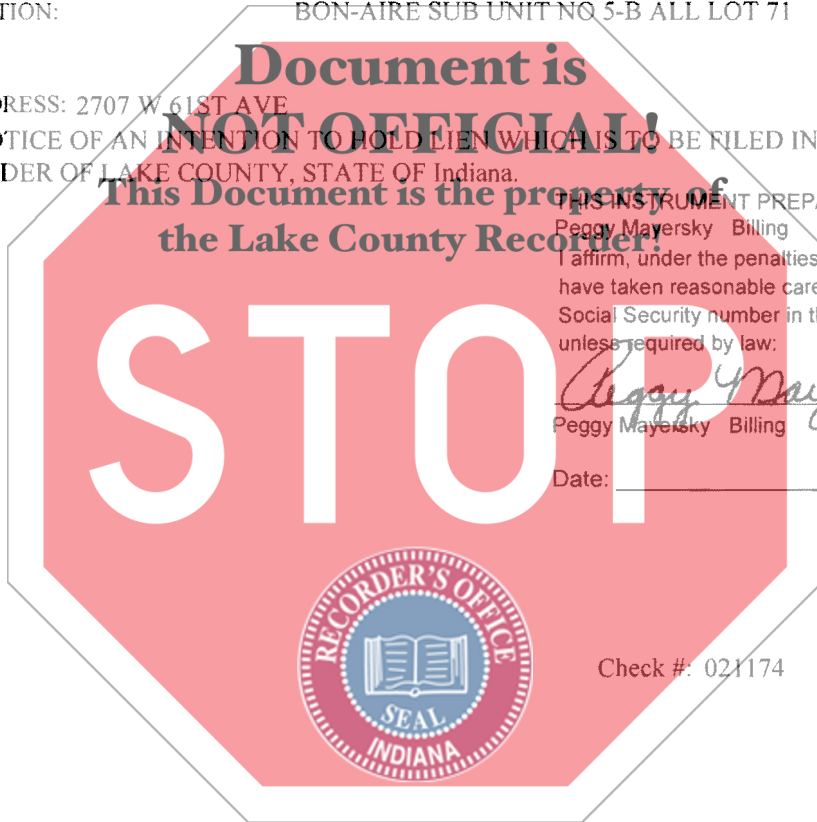 TION: BON-AIRE SUB UNIT NO 5-B ALL LOT 71
Document is
RESS: 2707 W 61ST AVE
NOT OFFICIAL!
TICE OF AN INTENTION TO HOLD LIEN WHICH IS TO BE FILED IN
DER OF LAKE COUNTY, STATE OF Indiana.
This Document is the property of
the Lake County Recorder!
THIS INSTRUMENT PREPA
Peggy Mayersky Billing
I affirm, under the penalties
have taken reasonable care
Social Security number in th
unless required by law:
Peggy May
Peggy Mayersky Billing
Date:
STOP
RECORDER'S OFFICE
SEAL
INDIANA
Check #: 021174